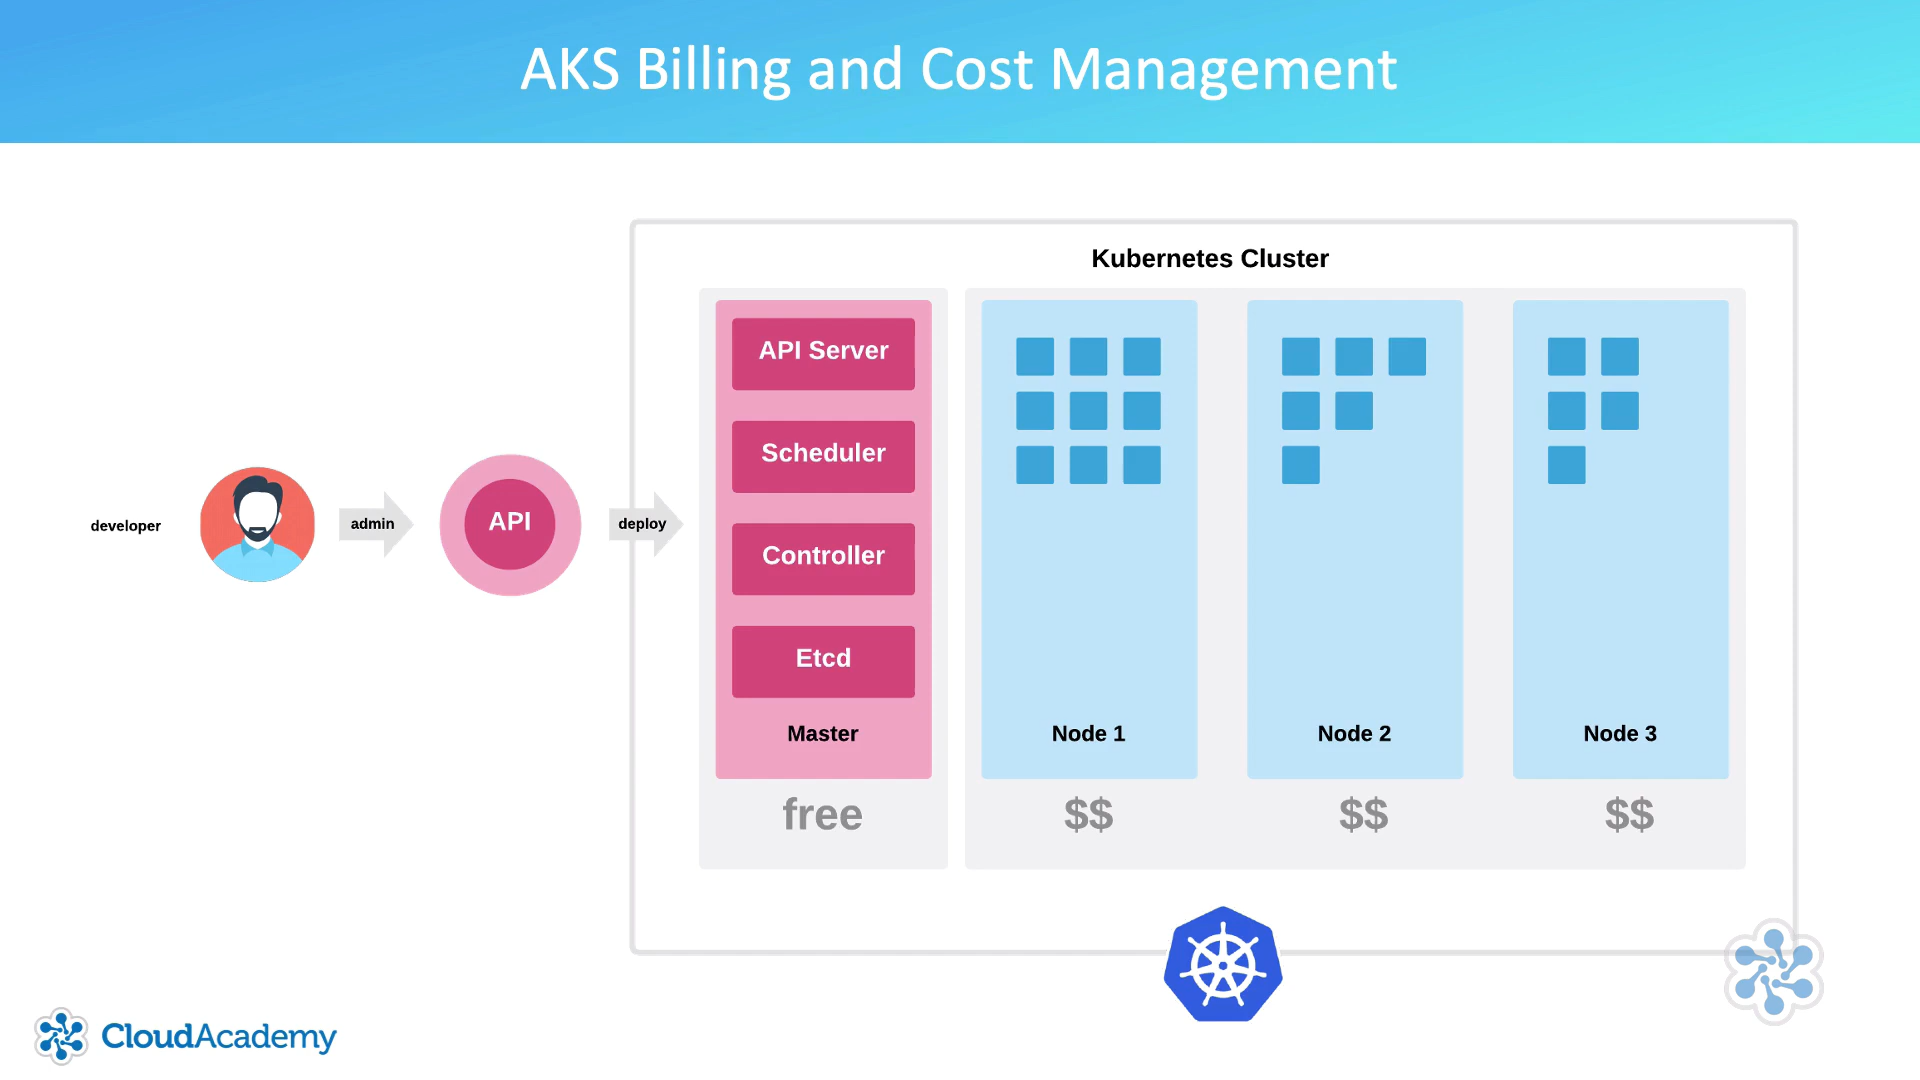 AKS Billing and Cost Management
Kubernetes Cluster
developer
admin
API
deploy
API Server
Scheduler
Controller
Etcd
Master
Node 1
Node 2
Node 3
free
$$
$$
$$
CloudAcademy